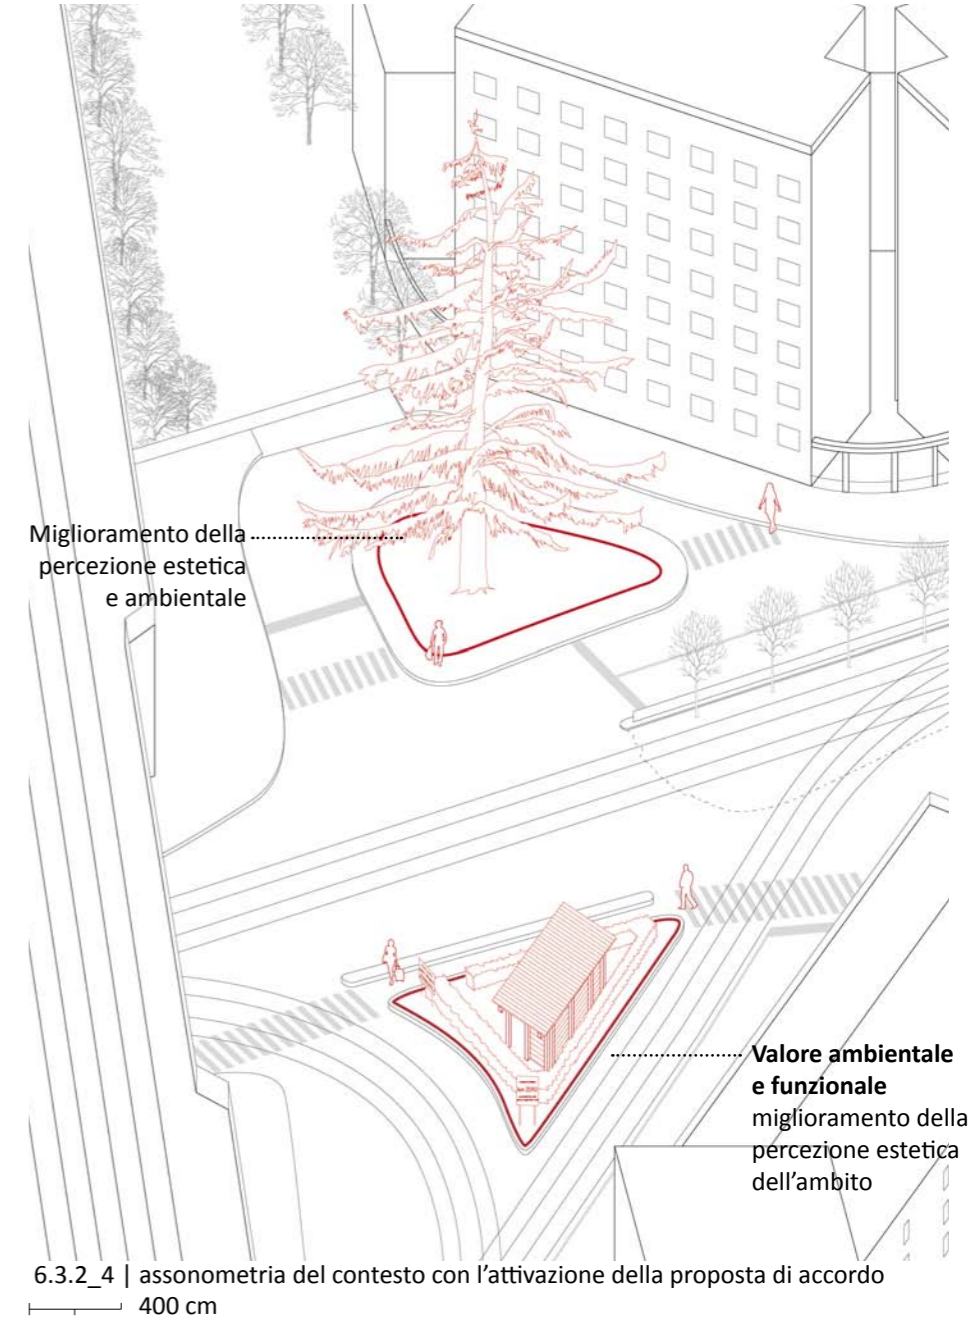 Miglioramento della
percezione estetica
e ambientale
Valore ambientale
e funzionale
miglioramento della
percezione estetica
dell'ambito
6.3.2_4 | assonometria del contesto con l'attivazione della proposta di accordo
400 cm